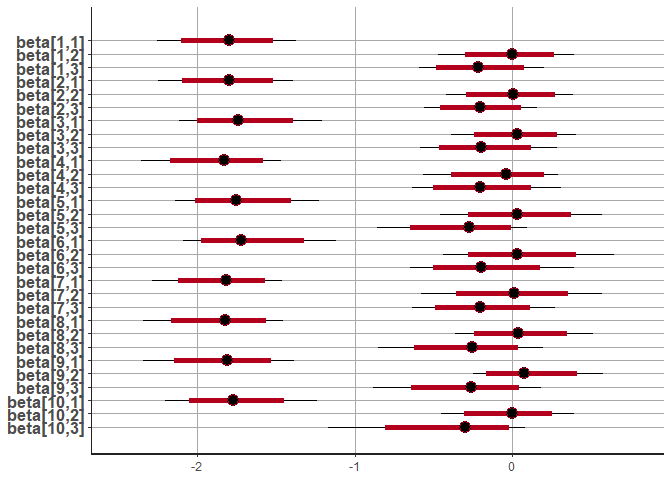 beta[1,1]
beta[1,2]
beta[1,3]
beta[2,1]
beta[2,2]
beta[2,3]
beta[3,1]
beta[3,2]
beta[3,3]
beta[4,1]
beta[4,2]
beta[4,3]
beta[5,1]
beta[5,2]
beta[5,3]
beta[6,1]
beta[6,2]
beta[6,3]
beta[7,1]
beta[7,2]
beta[7,3]
beta[8,1]
beta[8,2]
beta[8,3]
beta[9,1]
beta[9,2]
beta[9,3]
beta[10,1]
beta[10,2]
beta[10,3]
-2 -1 0